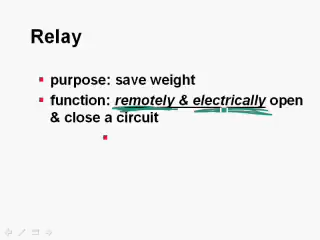 Relay
purpose: save weight
function: remotely & electrically open
& close a circuit